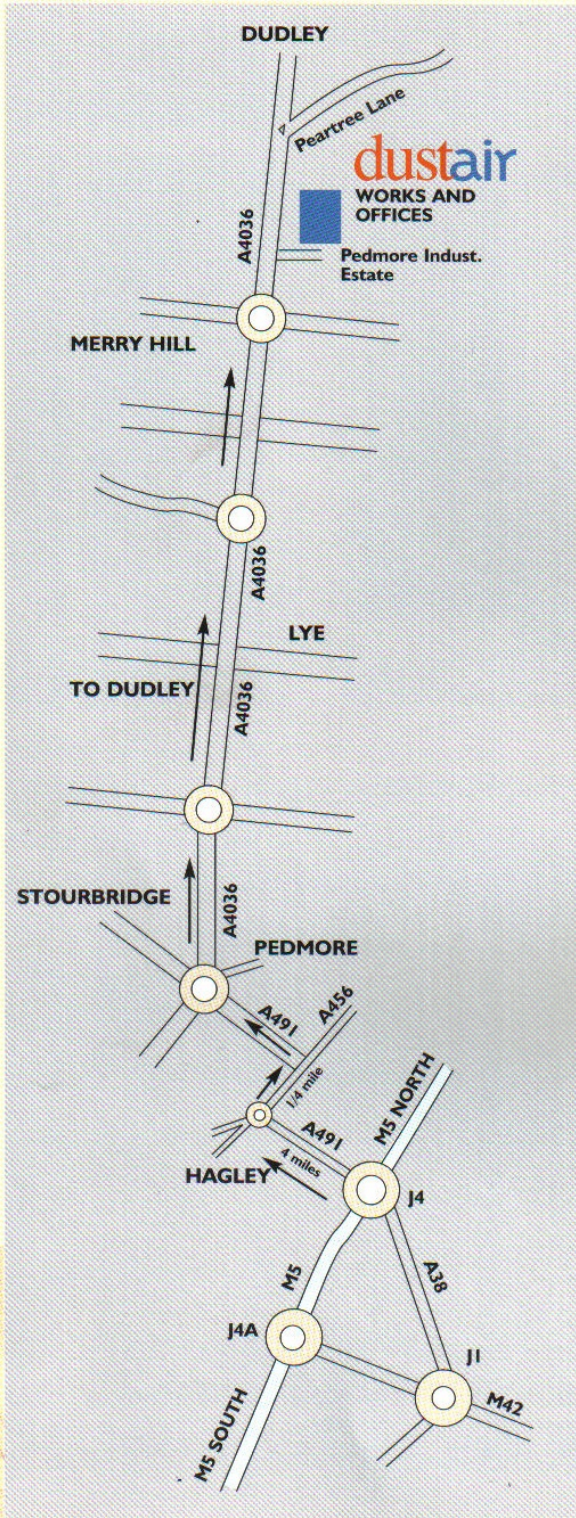 DUDLEY
Peartree Lane
dustair
WORKS AND
OFFICES
A4036
Pedmore Indust.
Estate
MERRY HILL
A4036
LYE
TO DUDLEY
A4036
STOURBRIDGE
A4036
PEDMORE
A491
A456
1/4 mile
M5 NORTH
A491
4 miles
HAGLEY
J4
A38
M5
J4A
J1
M42
M5 SOUTH